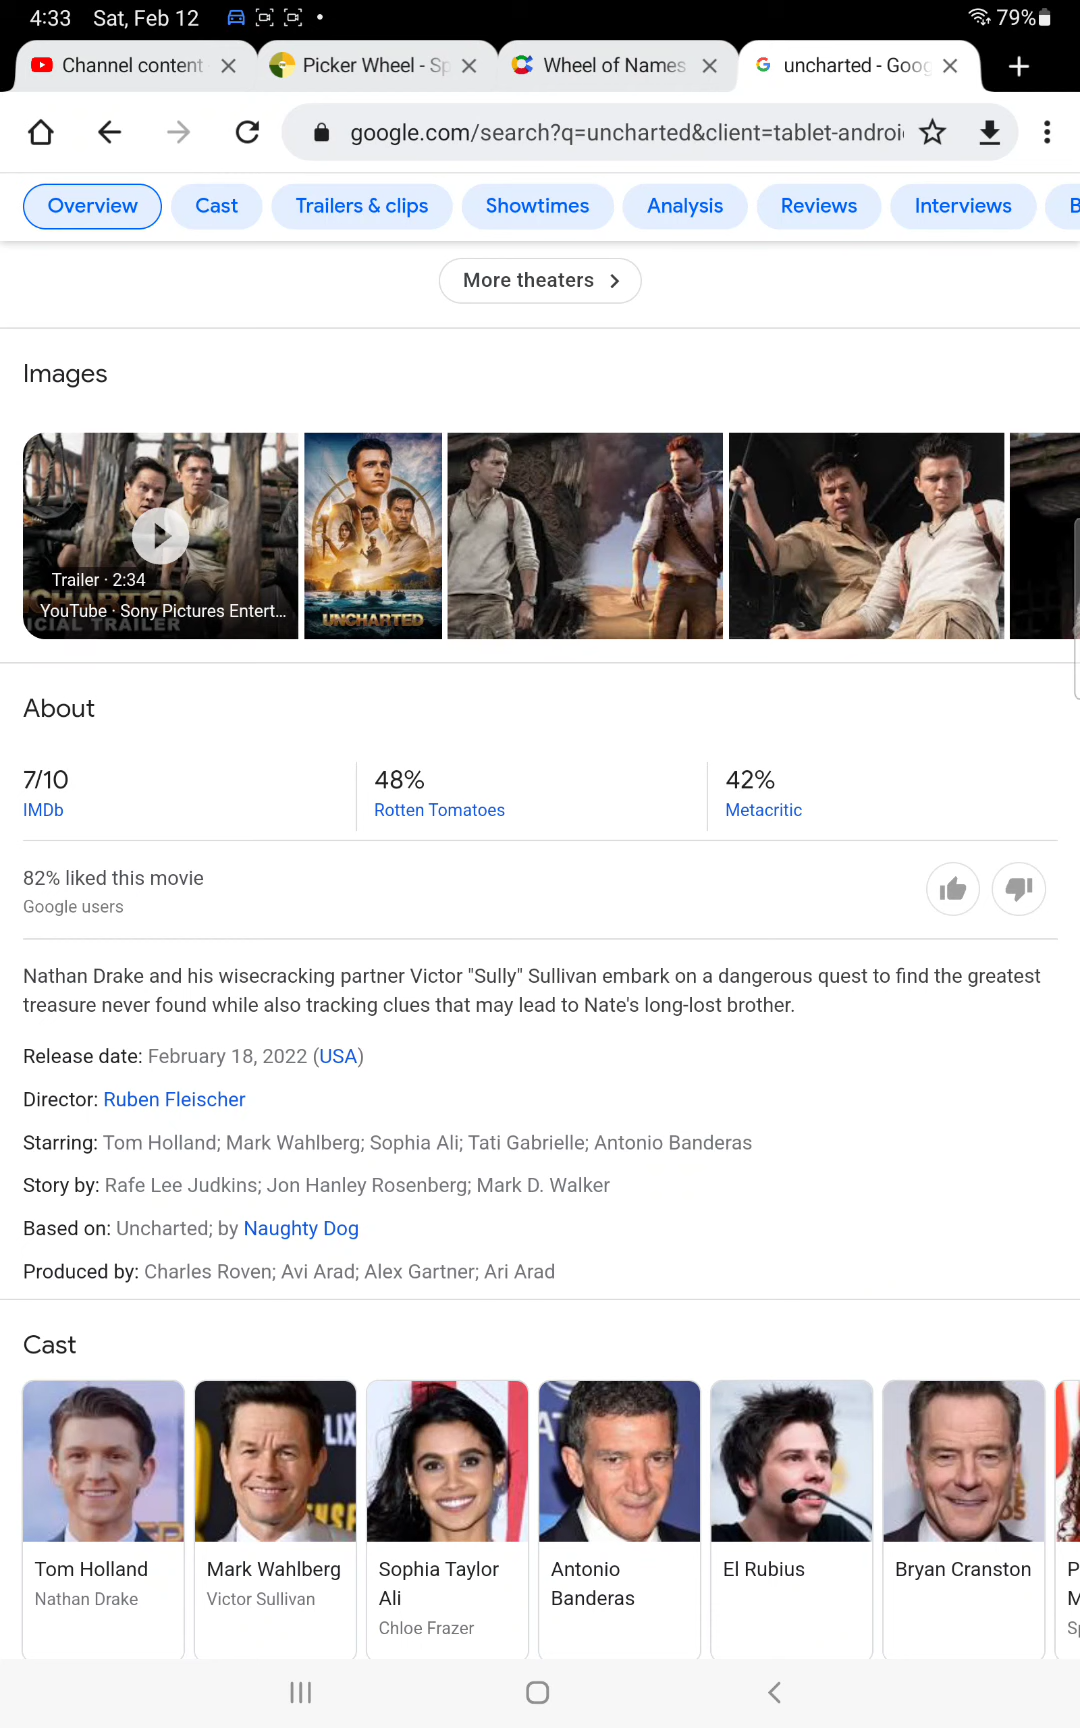 4:33 Sat, Feb 12
79%
Channel content
Picker Wheel - Sp
Wheel of Names
uncharted - Goog
google.com/search?q=uncharted&client=tablet-androi
Overview
Cast
Trailers & clips
Showtimes
Analysis
Reviews
Interviews
B
More theaters
Images
Trailer · 2:34
YouTube · Sony Pictures Entert...
UNCHARTED
About
7/10
IMDb
48%
Rotten Tomatoes
42%
Metacritic
82% liked this movie
Google users
Nathan Drake and his wisecracking partner Victor "Sully" Sullivan embark on a dangerous quest to find the greatest
treasure never found while also tracking clues that may lead to Nate's long-lost brother.
Release date: February 18, 2022 (USA)
Director: Ruben Fleischer
Starring: Tom Holland; Mark Wahlberg; Sophia Ali; Tati Gabrielle; Antonio Banderas
Story by: Rafe Lee Judkins; Jon Hanley Rosenberg; Mark D. Walker
Based on: Uncharted; by Naughty Dog
Produced by: Charles Roven; Avi Arad; Alex Gartner; Ari Arad
Cast
Tom Holland
Nathan Drake
Mark Wahlberg
Victor Sullivan
Sophia Taylor
Ali
Chloe Frazer
Antonio
Banderas
El Rubius
Bryan Cranston